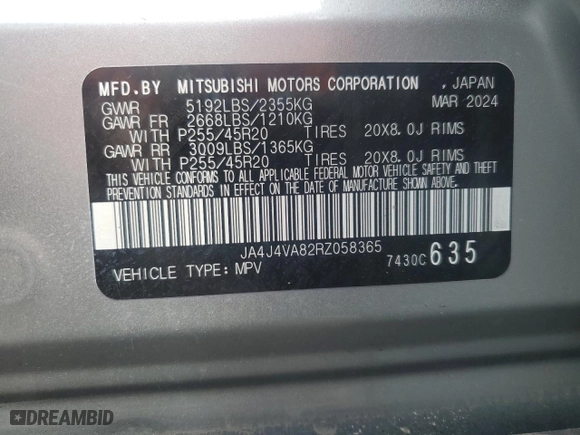 MFD.BY MITSUBISHI MOTORS CORPORATION , JAPAN
GVWR 5192LBS/2355KG MAR 2024
GAWR FR 2668LBS/1210KG
WITH P255/45R20 TIRES 20X8.0J RIMS
GAWR RR 3009LBS/1365KG
WITH P255/45R20 TIRES 20X8.0J RIMS
THIS VEHICLE CONFORMS TO ALL APPLICABLE FEDERAL MOTOR VEHICLE SAFETY AND THEFT
PREVENTION STANDARDS IN EFFECT ON THE DATE OF MANUFACTURE SHOWN ABOVE.
JA4J4VA82RZ058365
VEHICLE TYPE: MPV 7430C 635
DREAMBID